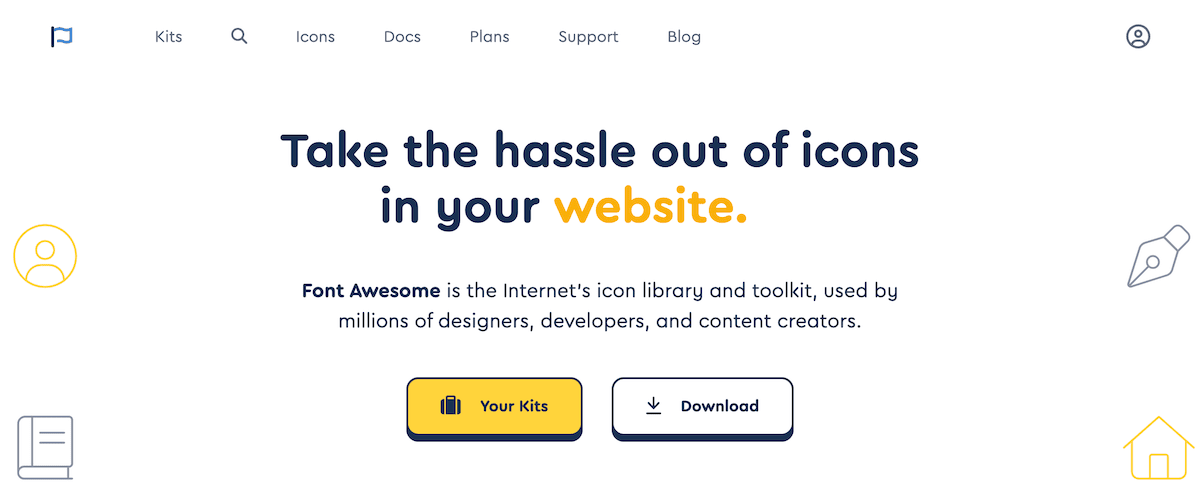 Kits Icons Docs Plans Support Blog
Take the hassle out of icons
in your website.
Font Awesome is the Internet's icon library and toolkit, used by
millions of designers, developers, and content creators.
Your Kits Download